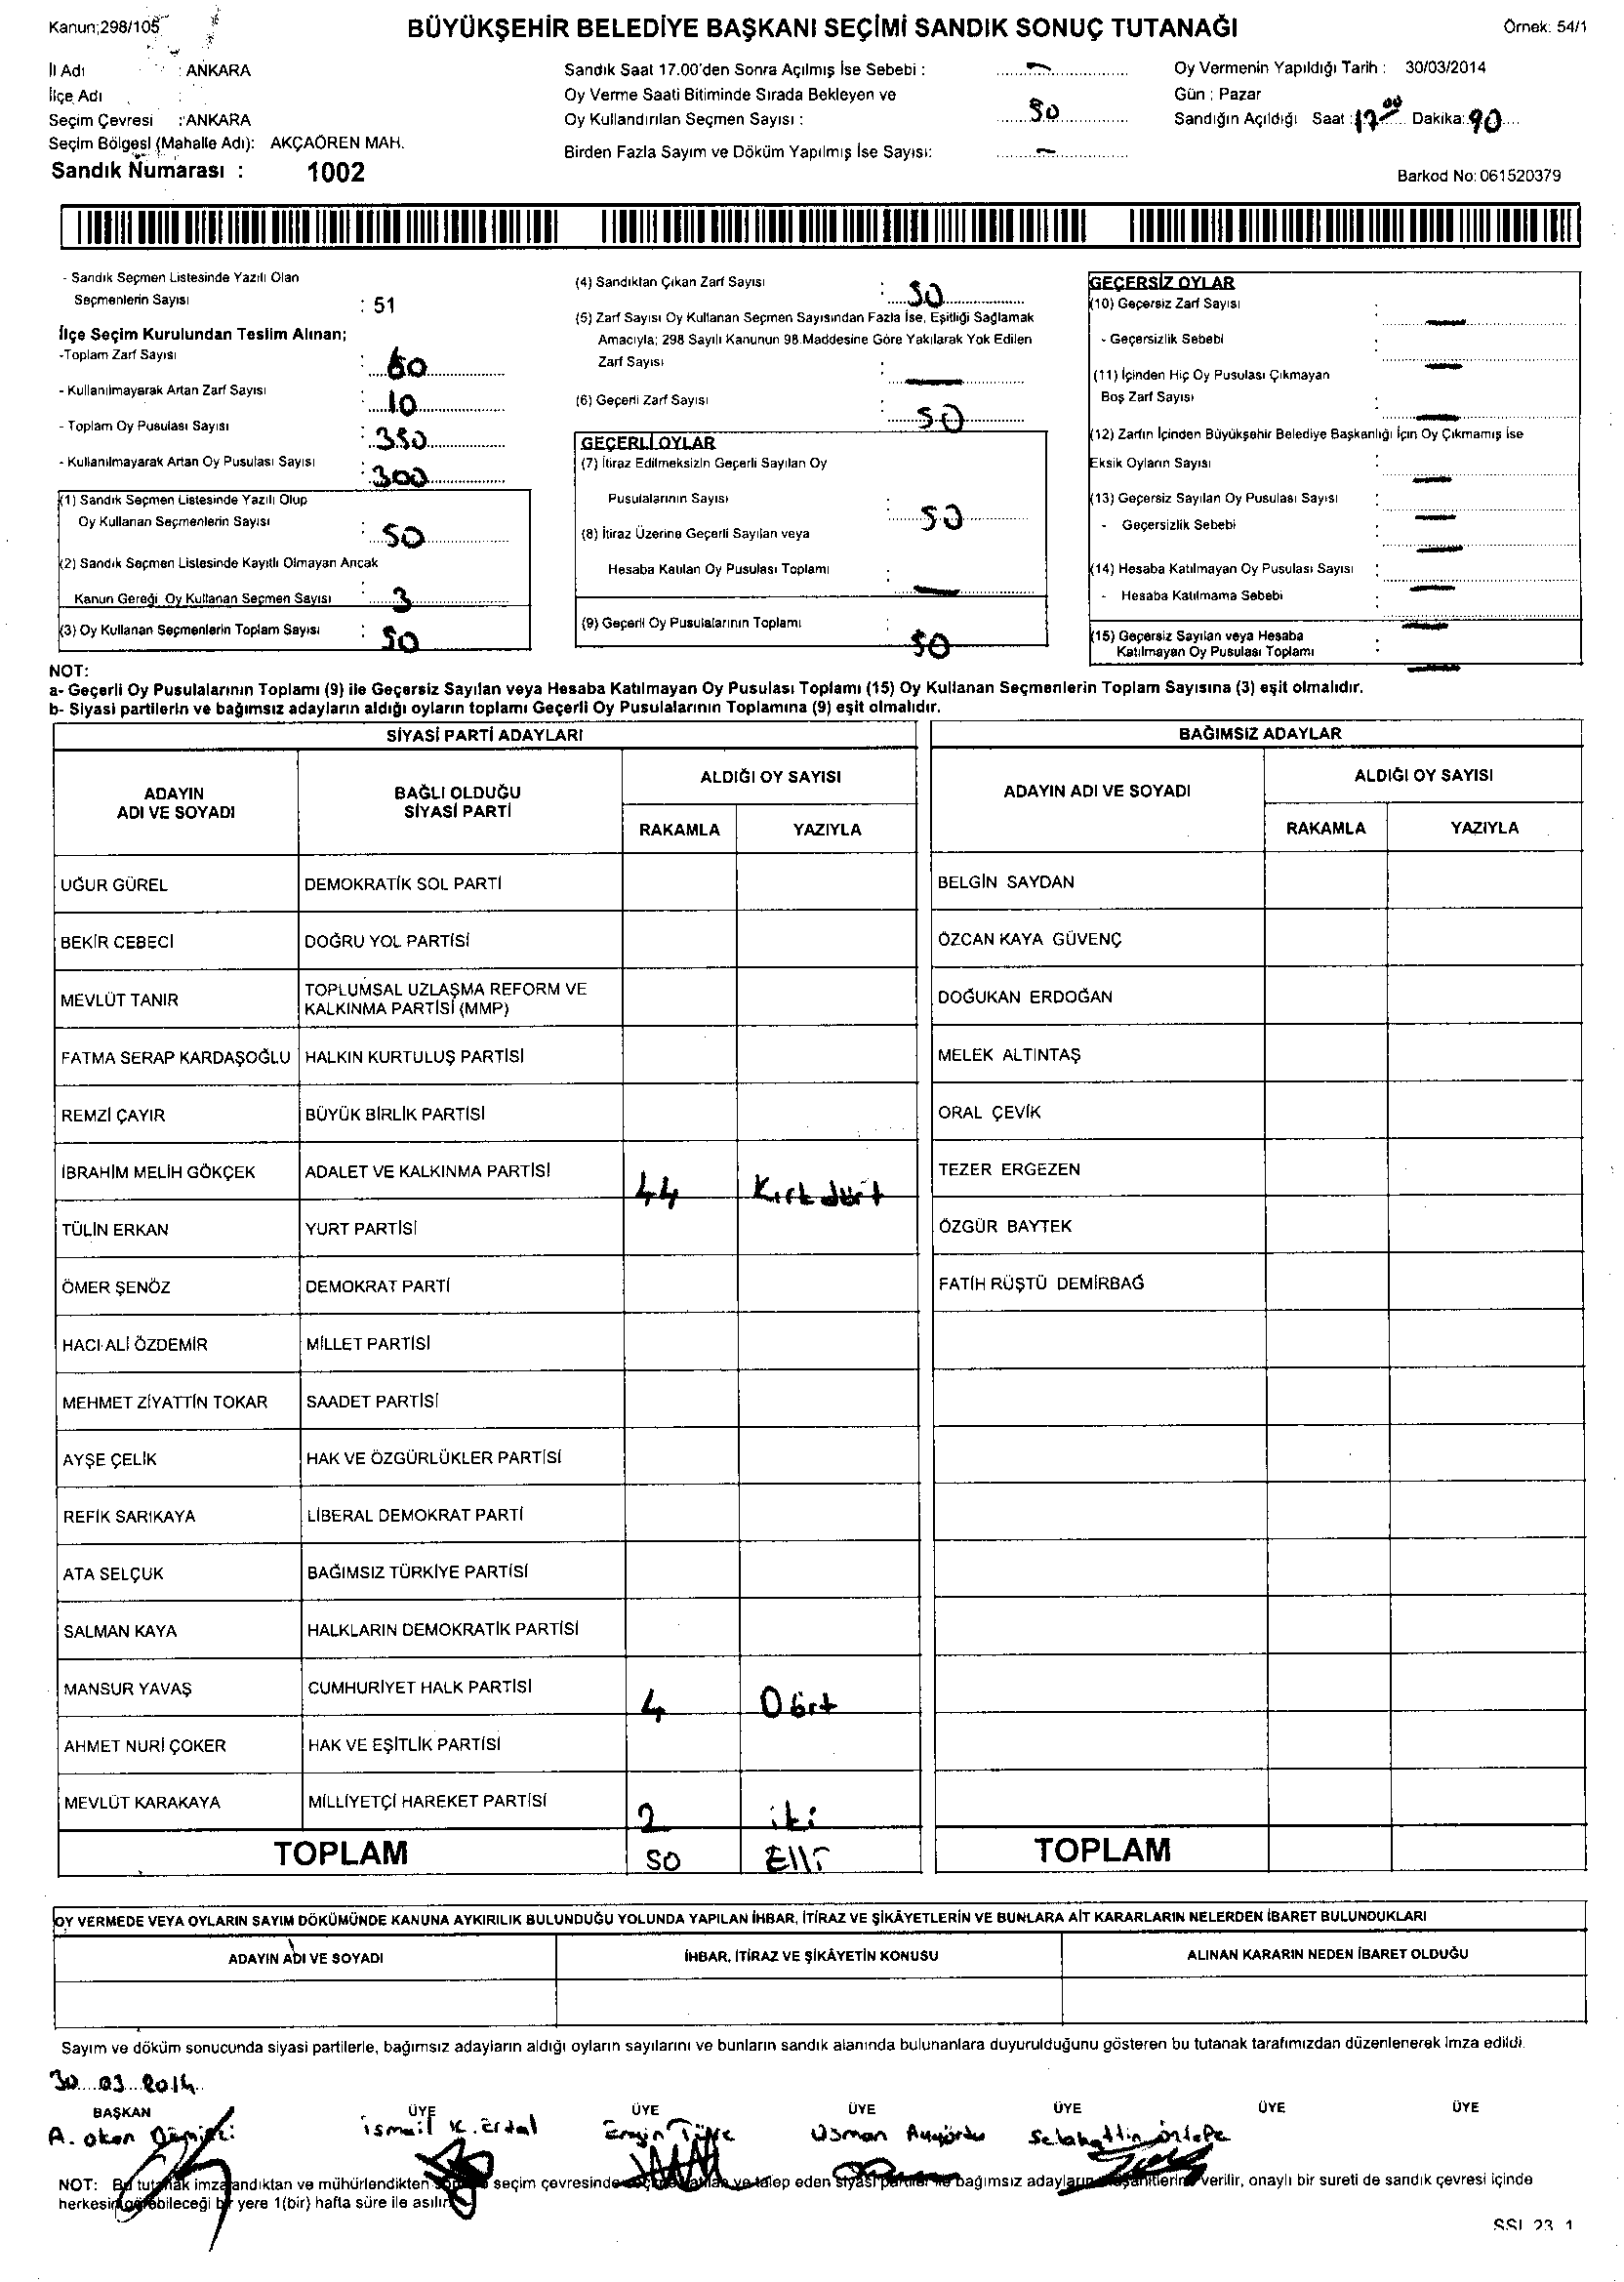 Kanun;298/105
BÜYÜKŞEHİR BELEDİYE BAŞKANI SEÇİMİ SANDIK SONUÇ TUTANAĞI
Örnek: 54/1
İl Adı : ANKARA
İlçe Adı :
Seçim Çevresi : ANKARA
Seçim Bölgesi (Mahalle Adı): AKÇAÖREN MAH.
Sandık Numarası : 1002
Sandık Saat 17.00'den Sonra Açılmış İse Sebebi : —
Oy Verme Saati Bitiminde Sırada Bekleyen ve
Oy Kullandırılan Seçmen Sayısı : 50
Birden Fazla Sayım ve Döküm Yapılmış İse Sayısı: —
Oy Vermenin Yapıldığı Tarih : 30/03/2014
Gün : Pazar
Sandığın Açıldığı Saat : 17 00 Dakika: 90
Barkod No: 061520379
- Sandık Seçmen Listesinde Yazılı Olan
Seçmenlerin Sayısı : 51
İlçe Seçim Kurulundan Teslim Alınan;
-Toplam Zarf Sayısı : 60
- Kullanılmayarak Artan Zarf Sayısı : 10
- Toplam Oy Pusulası Sayısı : 350
- Kullanılmayarak Artan Oy Pusulası Sayısı : 300
(1) Sandık Seçmen Listesinde Yazılı Olup
Oy Kullanan Seçmenlerin Sayısı : 50
(2) Sandık Seçmen Listesinde Kayıtlı Olmayan Ancak
Kanun Gereği Oy Kullanan Seçmen Sayısı : 3
(3) Oy Kullanan Seçmenlerin Toplam Sayısı : 50
(4) Sandıktan Çıkan Zarf Sayısı : 50
(5) Zarf Sayısı Oy Kullanan Seçmen Sayısından Fazla İse, Eşitliği Sağlamak
Amacıyla; 298 Sayılı Kanunun 98.Maddesine Göre Yakılarak Yok Edilen
Zarf Sayısı : —
(6) Geçerli Zarf Sayısı : 50
GEÇERLİ OYLAR
(7) İtiraz Edilmeksizin Geçerli Sayılan Oy
Pusulalarının Sayısı : 50
(8) İtiraz Üzerine Geçerli Sayılan veya
Hesaba Katılan Oy Pusulası Toplamı : —
(9) Geçerli Oy Pusulalarının Toplamı : 50
GEÇERSİZ OYLAR
(10) Geçersiz Zarf Sayısı : —
- Geçersizlik Sebebi : —
(11) İçinden Hiç Oy Pusulası Çıkmayan
Boş Zarf Sayısı : —
(12) Zarfın İçinden Büyükşehir Belediye Başkanlığı İçin Oy Çıkmamış İse
Eksik Oyların Sayısı : —
(13) Geçersiz Sayılan Oy Pusulası Sayısı : —
- Geçersizlik Sebebi : —
(14) Hesaba Katılmayan Oy Pusulası Sayısı : —
- Hesaba Katılmama Sebebi : —
(15) Geçersiz Sayılan veya Hesaba
Katılmayan Oy Pusulası Toplamı : —
NOT:
a- Geçerli Oy Pusulalarının Toplamı (9) ile Geçersiz Sayılan veya Hesaba Katılmayan Oy Pusulası Toplamı (15) Oy Kullanan Seçmenlerin Toplam Sayısına (3) eşit olmalıdır.
b- Siyasi partilerin ve bağımsız adayların aldığı oyların toplamı Geçerli Oy Pusulalarının Toplamına (9) eşit olmalıdır.
SİYASİ PARTİ ADAYLARI
ADAYIN ADI VE SOYADI BAĞLI OLDUĞU SİYASİ PARTİ ALDIĞI OY SAYISI
RAKAMLA YAZIYLA
UĞUR GÜREL DEMOKRATİK SOL PARTİ
BEKİR CEBECİ DOĞRU YOL PARTİSİ
MEVLÜT TANIR TOPLUMSAL UZLAŞMA REFORM VE KALKINMA PARTİSİ (MMP)
FATMA SERAP KARDAŞOĞLU HALKIN KURTULUŞ PARTİSİ
REMZİ ÇAYIR BÜYÜK BİRLİK PARTİSİ
İBRAHİM MELİH GÖKÇEK ADALET VE KALKINMA PARTİSİ 44 Kırk dört
TÜLİN ERKAN YURT PARTİSİ
ÖMER ŞENÖZ DEMOKRAT PARTİ
HACI ALİ ÖZDEMİR MİLLET PARTİSİ
MEHMET ZİYATTİN TOKAR SAADET PARTİSİ
AYŞE ÇELİK HAK VE ÖZGÜRLÜKLER PARTİSİ
REFİK SARIKAYA LİBERAL DEMOKRAT PARTİ
ATA SELÇUK BAĞIMSIZ TÜRKİYE PARTİSİ
SALMAN KAYA HALKLARIN DEMOKRATİK PARTİSİ
MANSUR YAVAŞ CUMHURİYET HALK PARTİSİ 4 Dört
AHMET NURİ ÇOKER HAK VE EŞİTLİK PARTİSİ
MEVLÜT KARAKAYA MİLLİYETÇİ HAREKET PARTİSİ 2 iki
TOPLAM 50 Elli
BAĞIMSIZ ADAYLAR
ADAYIN ADI VE SOYADI ALDIĞI OY SAYISI
RAKAMLA YAZIYLA
BELGİN SAYDAN
ÖZCAN KAYA GÜVENÇ
DOĞUKAN ERDOĞAN
MELEK ALTINTAŞ
ORAL ÇEVİK
TEZER ERGEZEN
ÖZGÜR BAYTEK
FATİH RÜŞTÜ DEMİRBAĞ
TOPLAM
OY VERMEDE VEYA OYLARIN SAYIM DÖKÜMÜNDE KANUNA AYKIRILIK BULUNDUĞU YOLUNDA YAPILAN İHBAR, İTİRAZ VE ŞİKÂYETLERİN VE BUNLARA AİT KARARLARIN NELERDEN İBARET BULUNDUKLARI
ADAYIN ADI VE SOYADI İHBAR, İTİRAZ VE ŞİKÂYETİN KONUSU ALINAN KARARIN NEDEN İBARET OLDUĞU
Sayım ve döküm sonucunda siyasi partilerle, bağımsız adayların aldığı oyların sayılarını ve bunların sandık alanında bulunanlara duyurulduğunu gösteren bu tutanak tarafımızdan düzenlenerek imza edildi.
30.03.2014
BAŞKAN ÜYE ÜYE ÜYE ÜYE ÜYE ÜYE
A. okan ismail K. Erdal Engin Osman Selahattin
NOT: Bu tutanak imzalandıktan ve mühürlendikten seçim çevresinde talep eden siyasi partiler ile bağımsız adayların verilir, onaylı bir sureti de sandık çevresi içinde
herkesin görebileceği bir yere 1(bir) hafta süre ile asılır.
SSI 23 1